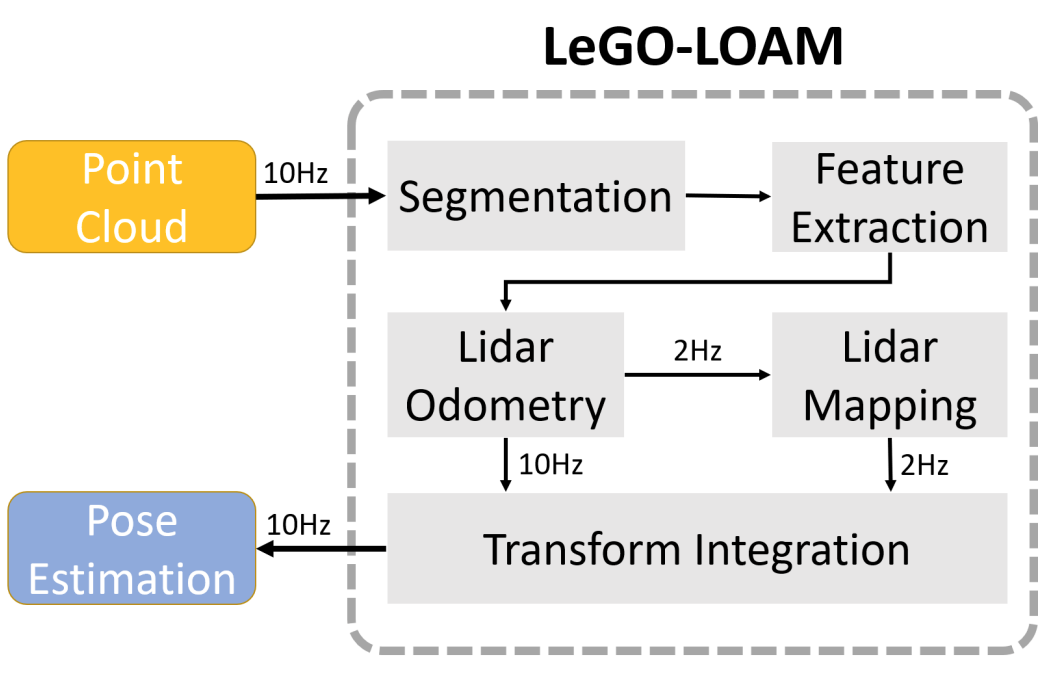 LeGO-LOAM
Point
Cloud
10Hz
Segmentation
Feature
Extraction
Lidar
Odometry
2Hz
Lidar
Mapping
10Hz
2Hz
Pose
Estimation
10Hz
Transform Integration